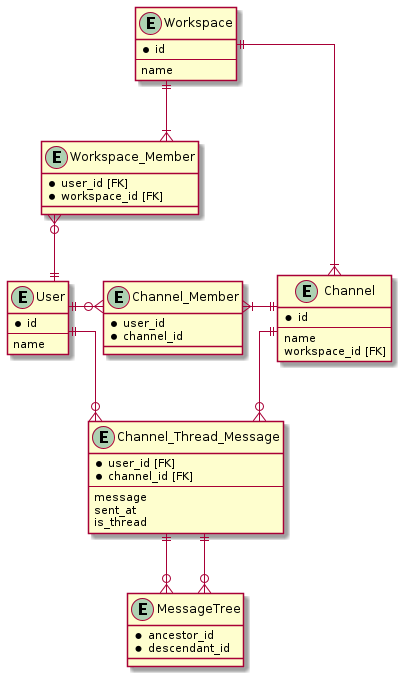 E Workspace
id
name
E Workspace_Member
user_id [FK]
workspace_id [FK]
E User
id
name
E Channel_Member
user_id
channel_id
E Channel
id
name
workspace_id [FK]
E Channel_Thread_Message
user_id [FK]
channel_id [FK]
message
sent_at
is_thread
E MessageTree
ancestor_id
descendant_id